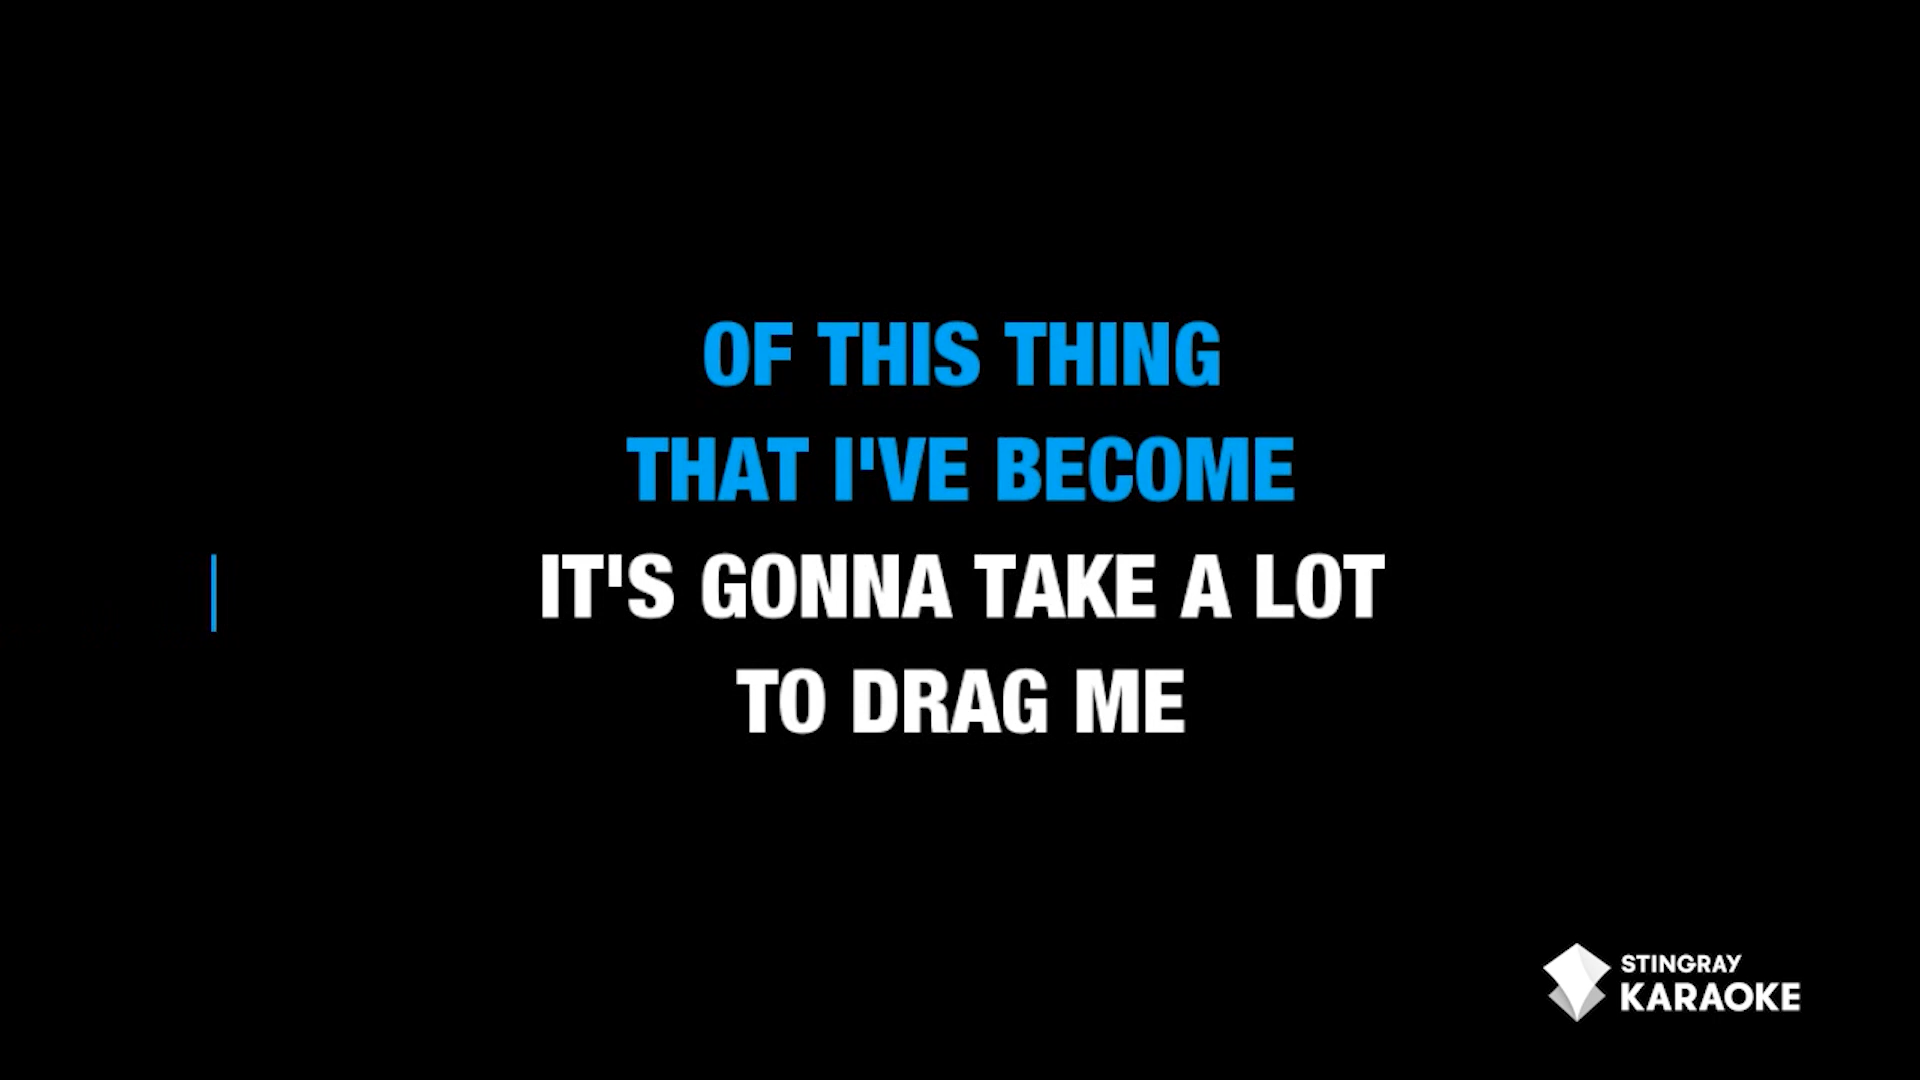 OF THIS THING
THAT I'VE BECOME
IT'S GONNA TAKE A LOT
TO DRAG ME
STINGRAY
KARAOKE